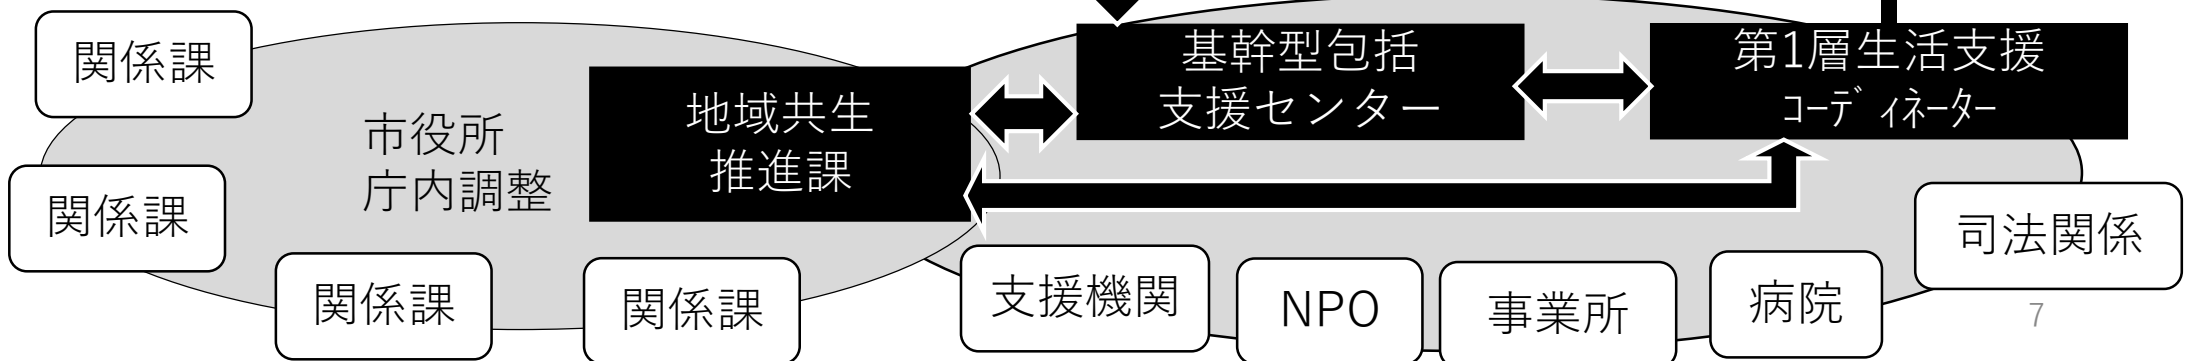 関係課
関係課
関係課
関係課
市役所
庁内調整
地域共生
推進課
基幹型包括
支援センター
第1層生活支援
ｺｰﾃﾞｨﾈｰﾀｰ
支援機関
NPO
事業所
病院
司法関係
7